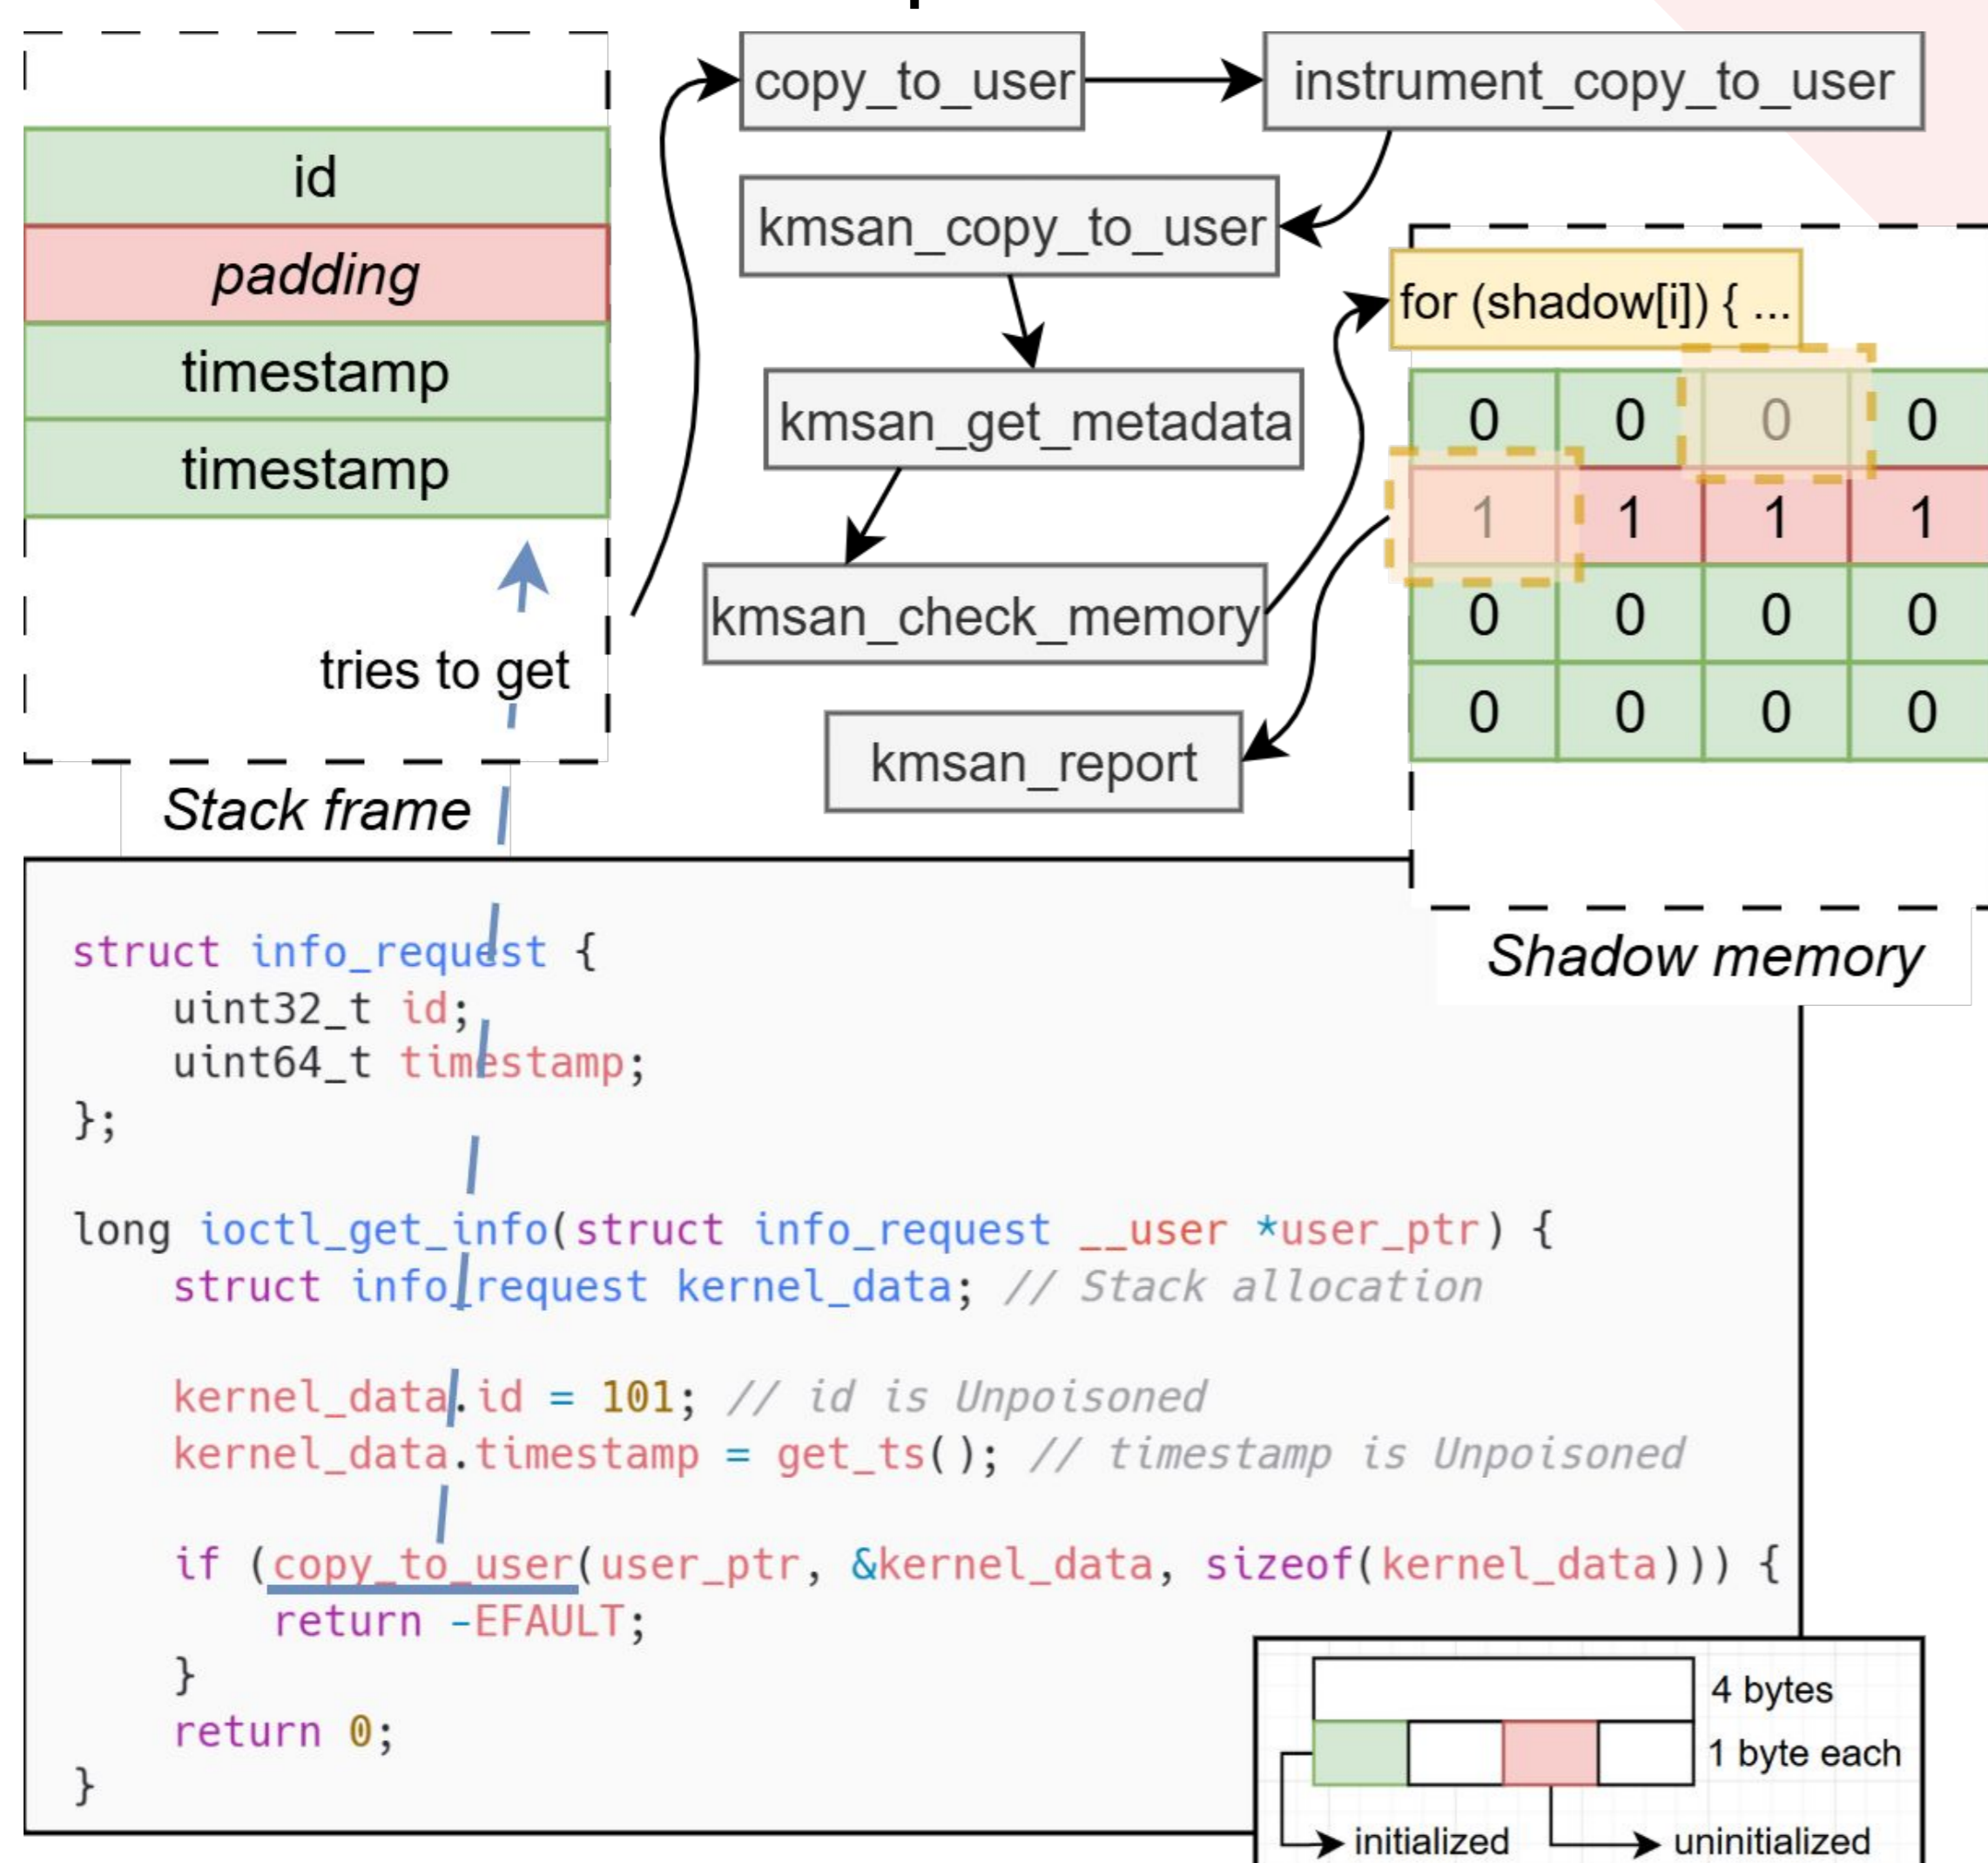 id
padding
timestamp
timestamp
tries to get
Stack frame
copy_to_user
instrument_copy_to_user
kmsan_copy_to_user
kmsan_get_metadata
kmsan_check_memory
kmsan_report
for (shadow[i]) { ...
0 0 0 0
1 1 1 1
0 0 0 0
0 0 0 0
Shadow memory
struct info_request {
    uint32_t id;
    uint64_t timestamp;
};
long ioctl_get_info(struct info_request __user *user_ptr) {
    struct info_request kernel_data; // Stack allocation
    kernel_data.id = 101; // id is Unpoisoned
    kernel_data.timestamp = get_ts(); // timestamp is Unpoisoned
    if (copy_to_user(user_ptr, &kernel_data, sizeof(kernel_data))) {
        return -EFAULT;
    }
    return 0;
}
4 bytes
1 byte each
initialized
uninitialized